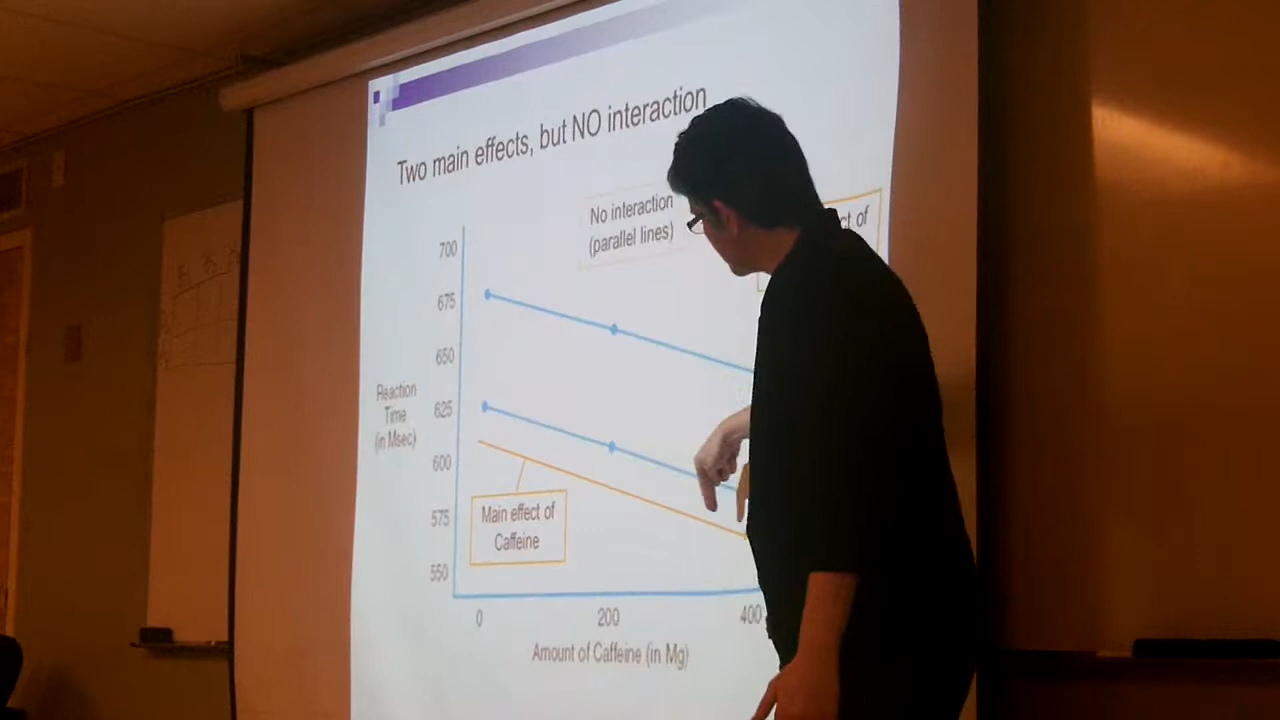 Two main effects, but NO interaction
No interaction
(parallel lines)
ct of
700
675
650
625
600
575
550
Reaction
Time
(in Msec)
Main effect of
Caffeine
0
200
400
Amount of Caffeine (in Mg)